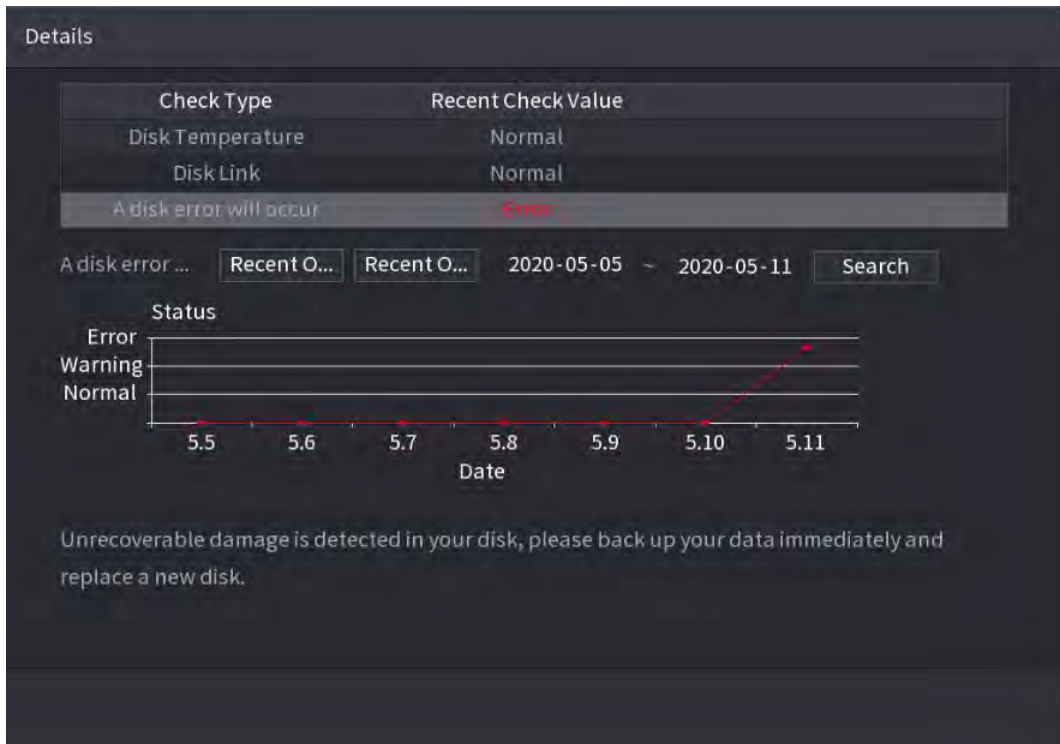 Details
Check Type Recent Check Value
Disk Temperature Normal
Disk Link Normal
A disk error will occur Error
A disk error ... Recent O... Recent O... 2020-05-05 ~ 2020-05-11 Search
Status
Error
Warning
Normal
5.5 5.6 5.7 5.8 5.9 5.10 5.11
Date
Unrecoverable damage is detected in your disk, please back up your data immediately and
replace a new disk.